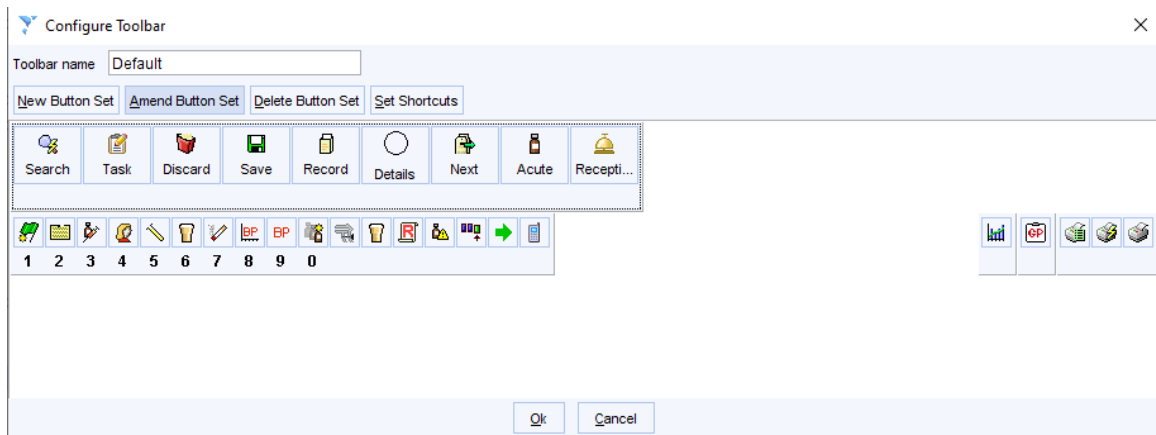 Configure Toolbar
Toolbar name Default
New Button Set Amend Button Set Delete Button Set Set Shortcuts
Search Task Discard Save Record Details Next Acute Recepti...
BP BP R GP
1 2 3 4 5 6 7 8 9 0
Ok Cancel